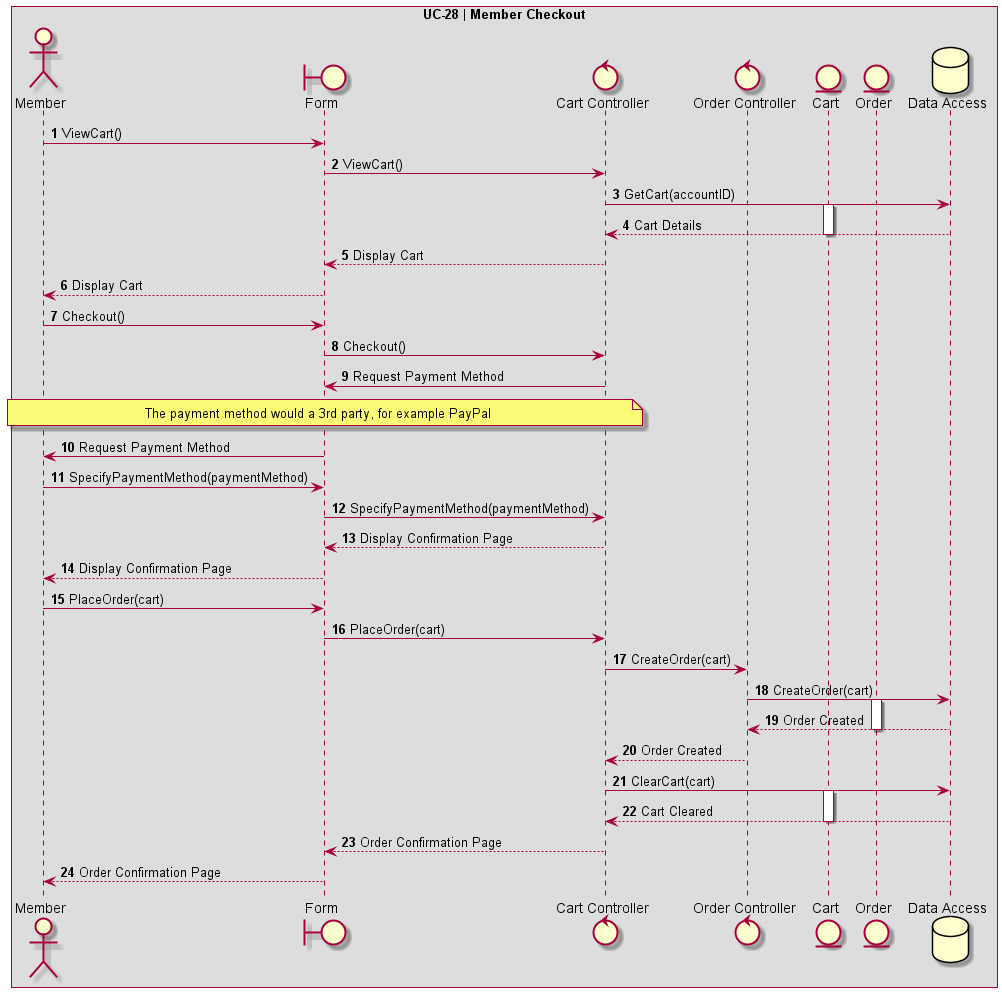 UC-28 | Member Checkout
Member Form Cart Controller Order Controller Cart Order Data Access
1 ViewCart()
2 ViewCart()
3 GetCart(accountID)
4 Cart Details
5 Display Cart
6 Display Cart
7 Checkout()
8 Checkout()
9 Request Payment Method
The payment method would a 3rd party, for example PayPal
10 Request Payment Method
11 SpecifyPaymentMethod(paymentMethod)
12 SpecifyPaymentMethod(paymentMethod)
13 Display Confirmation Page
14 Display Confirmation Page
15 PlaceOrder(cart)
16 PlaceOrder(cart)
17 CreateOrder(cart)
18 CreateOrder(cart)
19 Order Created
20 Order Created
21 ClearCart(cart)
22 Cart Cleared
23 Order Confirmation Page
24 Order Confirmation Page
Member Form Cart Controller Order Controller Cart Order Data Access